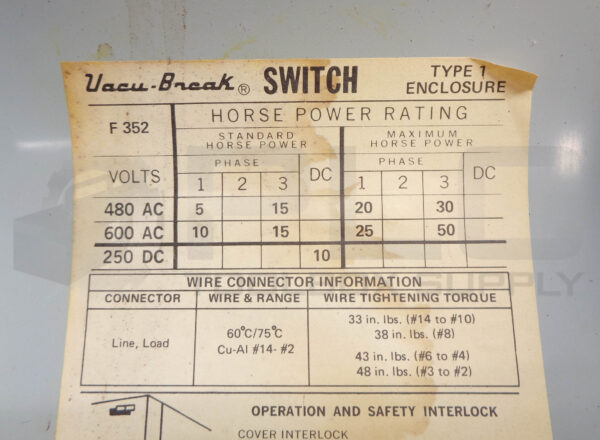 Vacu-Break® SWITCH TYPE 1 ENCLOSURE
F 352 HORSE POWER RATING
STANDARD HORSE POWER MAXIMUM HORSE POWER
VOLTS PHASE DC PHASE DC
1 2 3 1 2 3
480 AC 5 15 20 30
600 AC 10 15 25 50
250 DC 10
WIRE CONNECTOR INFORMATION
CONNECTOR WIRE & RANGE WIRE TIGHTENING TORQUE
Line, Load 60°C/75°C Cu-Al #14- #2 33 in. lbs. (#14 to #10)
38 in. lbs. (#8)
43 in. lbs. (#6 to #4)
48 in. lbs. (#3 to #2)
OPERATION AND SAFETY INTERLOCK
COVER INTERLOCK